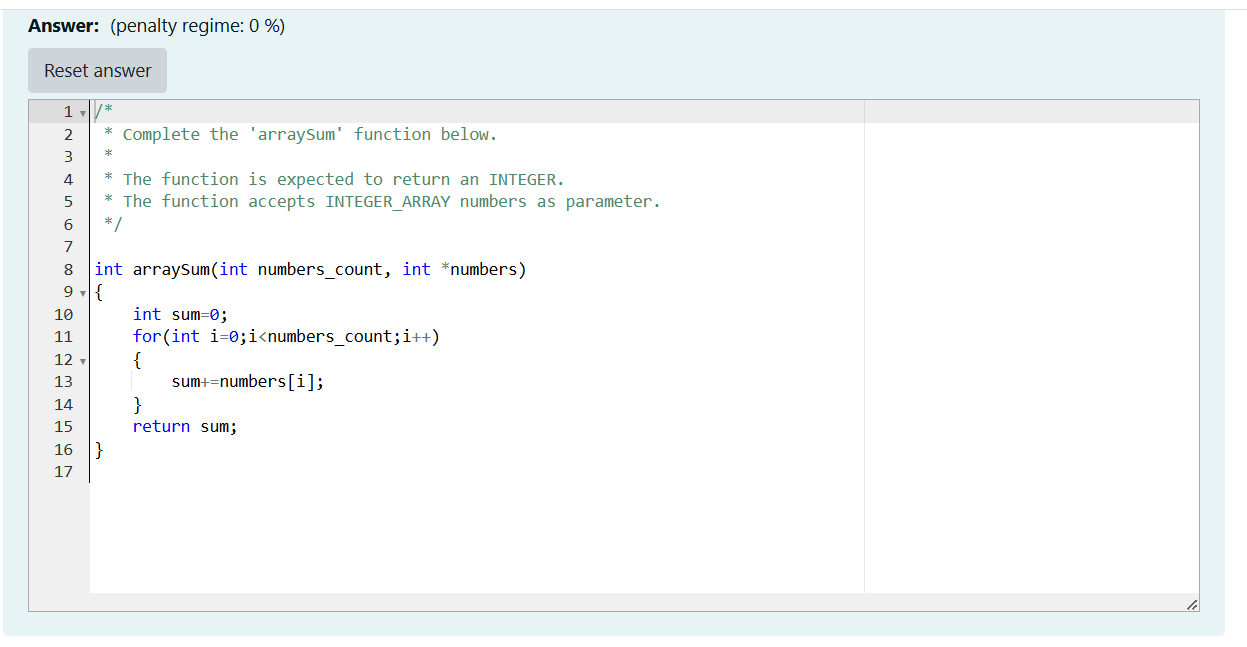 Answer: (penalty regime: 0 %)
Reset answer
1 /*
2  * Complete the 'arraySum' function below.
3  *
4  * The function is expected to return an INTEGER.
5  * The function accepts INTEGER_ARRAY numbers as parameter.
6  */
7
8 int arraySum(int numbers_count, int *numbers)
9 {
10     int sum=0;
11     for(int i=0;i<numbers_count;i++)
12     {
13         sum+=numbers[i];
14     }
15     return sum;
16 }
17